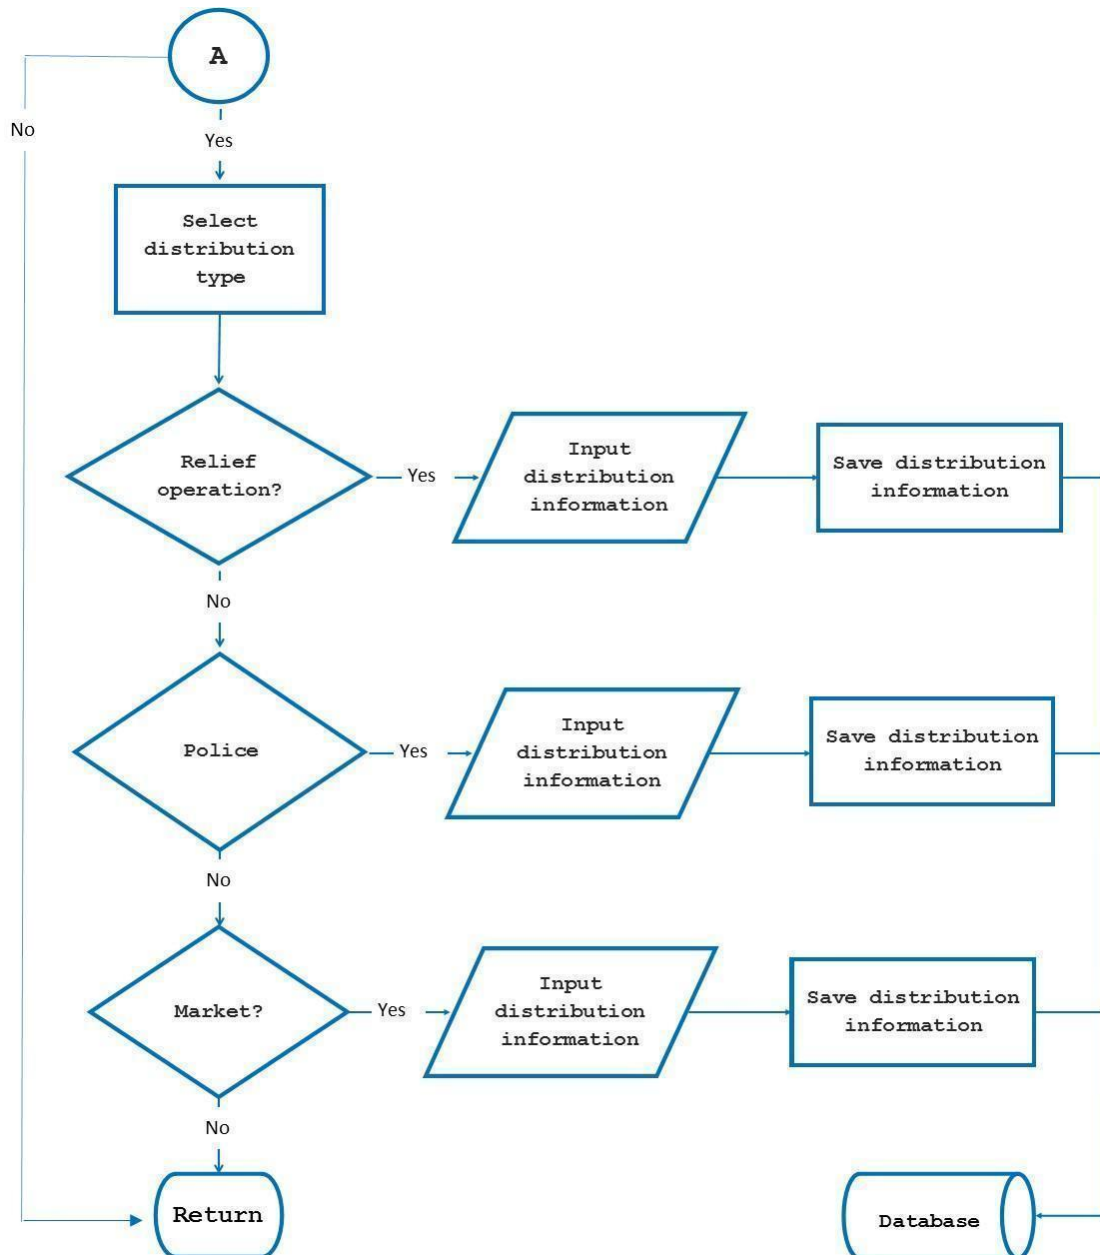 A
No
Yes
Select
distribution
type
Relief
operation?
Yes
Input
distribution
information
Save distribution
information
No
Police
Yes
Input
distribution
information
Save distribution
information
No
Market?
Yes
Input
distribution
information
Save distribution
information
No
Return
Database